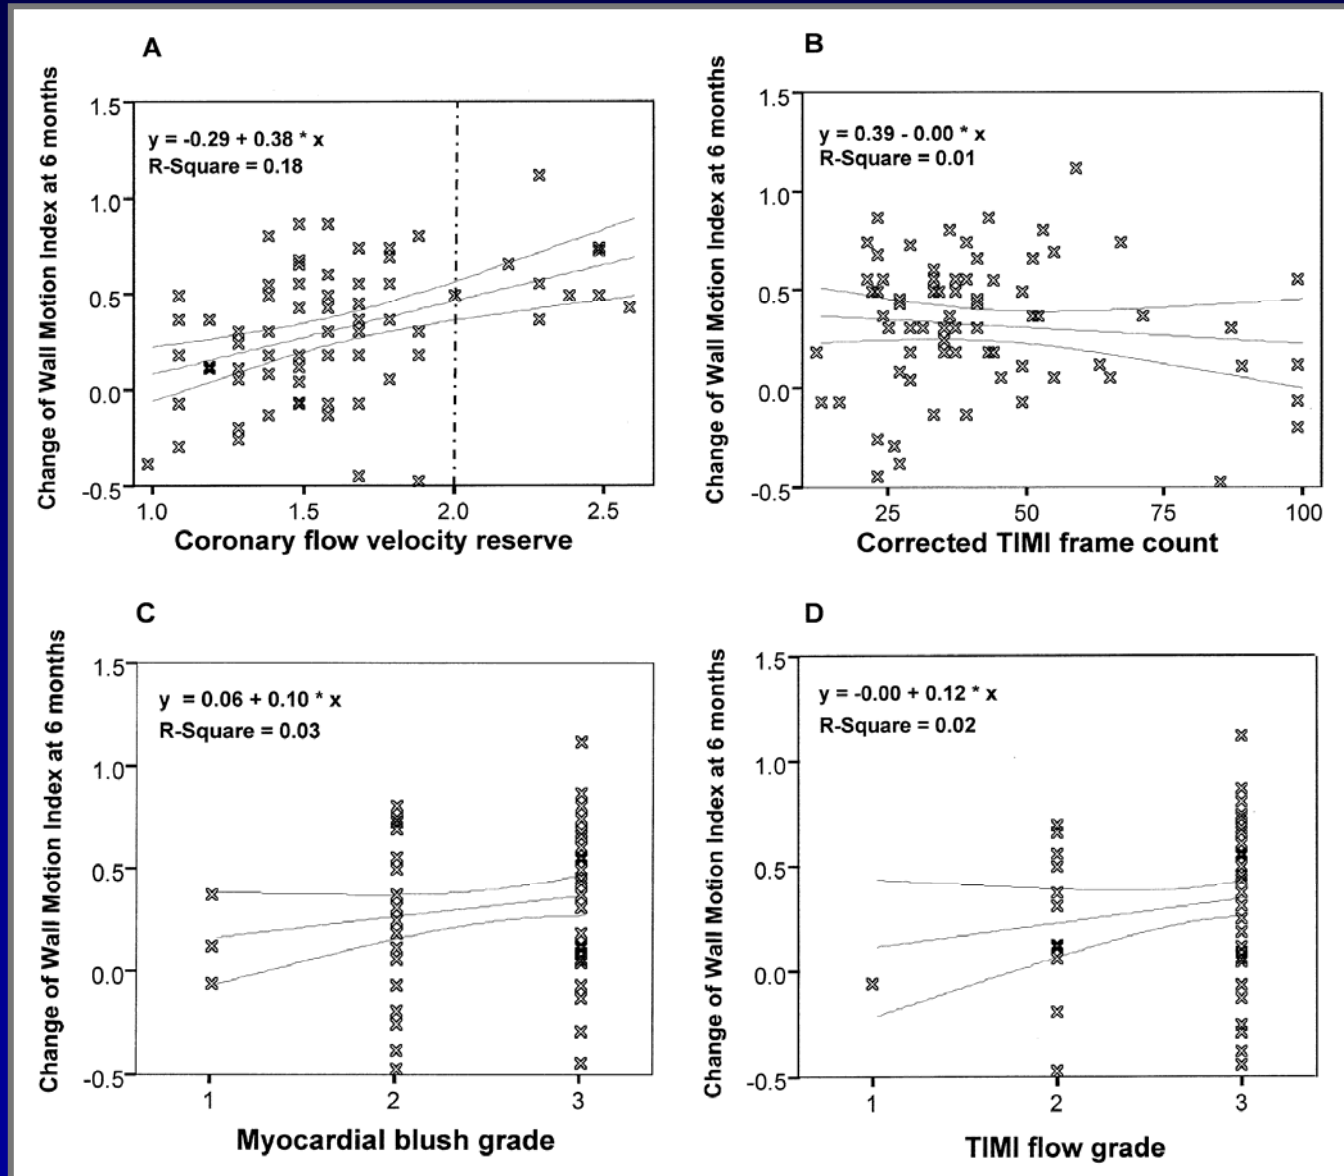 A
Change of Wall Motion Index at 6 months
1.5
1.0
0.5
0.0
-0.5
y = -0.29 + 0.38 * x
R-Square = 0.18
1.0 1.5 2.0 2.5
Coronary flow velocity reserve
B
Change of Wall Motion Index at 6 months
1.5
1.0
0.5
0.0
-0.5
y = 0.39 - 0.00 * x
R-Square = 0.01
25 50 75 100
Corrected TIMI frame count
C
Change of Wall Motion Index at 6 months
1.5
1.0
0.5
0.0
-0.5
y = 0.06 + 0.10 * x
R-Square = 0.03
1 2 3
Myocardial blush grade
D
Change of Wall Motion Index at 6 months
1.5
1.0
0.5
0.0
-0.5
y = -0.00 + 0.12 * x
R-Square = 0.02
1 2 3
TIMI flow grade